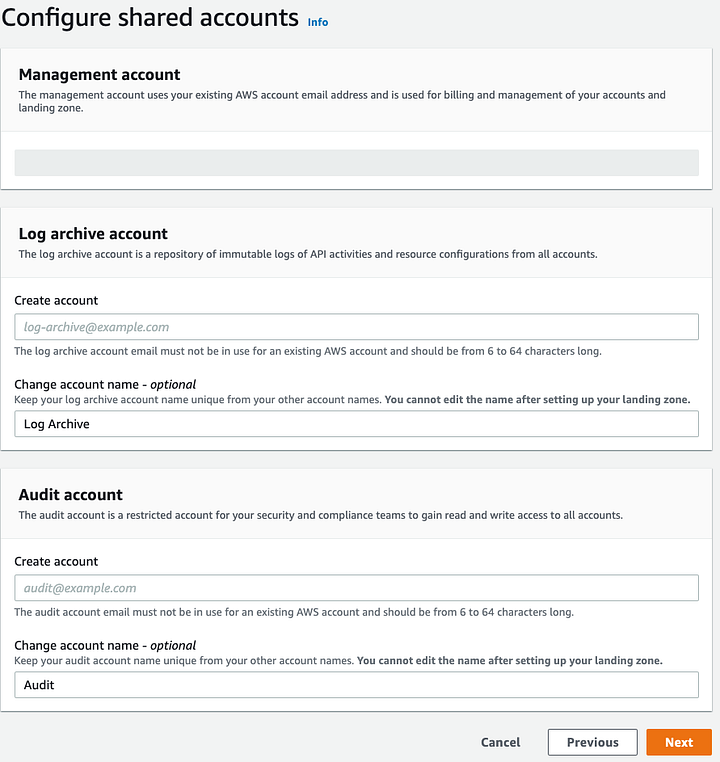 Configure shared accounts Info
Management account
The management account uses your existing AWS account email address and is used for billing and management of your accounts and
landing zone.
Log archive account
The log archive account is a repository of immutable logs of API activities and resource configurations from all accounts.
Create account
log-archive@example.com
The log archive account email must not be in use for an existing AWS account and should be from 6 to 64 characters long.
Change account name - optional
Keep your log archive account name unique from your other account names. You cannot edit the name after setting up your landing zone.
Log Archive
Audit account
The audit account is a restricted account for your security and compliance teams to gain read and write access to all accounts.
Create account
audit@example.com
The audit account email must not be in use for an existing AWS account and should be from 6 to 64 characters long.
Change account name - optional
Keep your audit account name unique from your other account names. You cannot edit the name after setting up your landing zone.
Audit
Cancel Previous Next